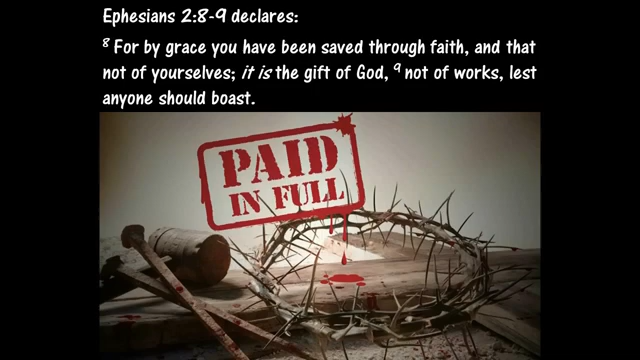 Ephesians 2:8-9 declares:
8 For by grace you have been saved through faith, and that
not of yourselves; it is the gift of God, 9 not of works, lest
anyone should boast.
PAID
IN FULL